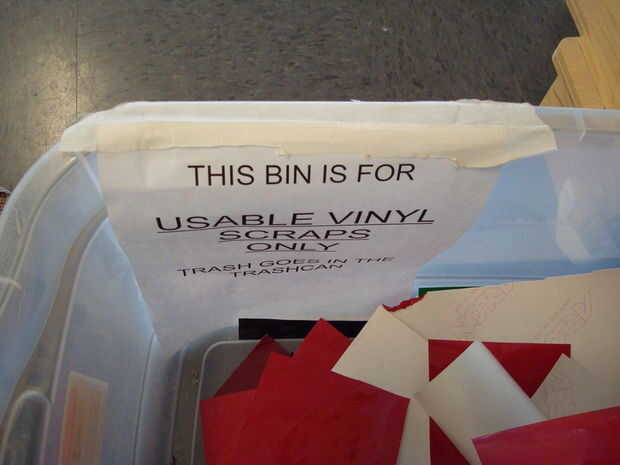 THIS BIN IS FOR
USABLE VINYL
SCRAPS
ONLY
TRASH GOES IN THE
TRASHCAN